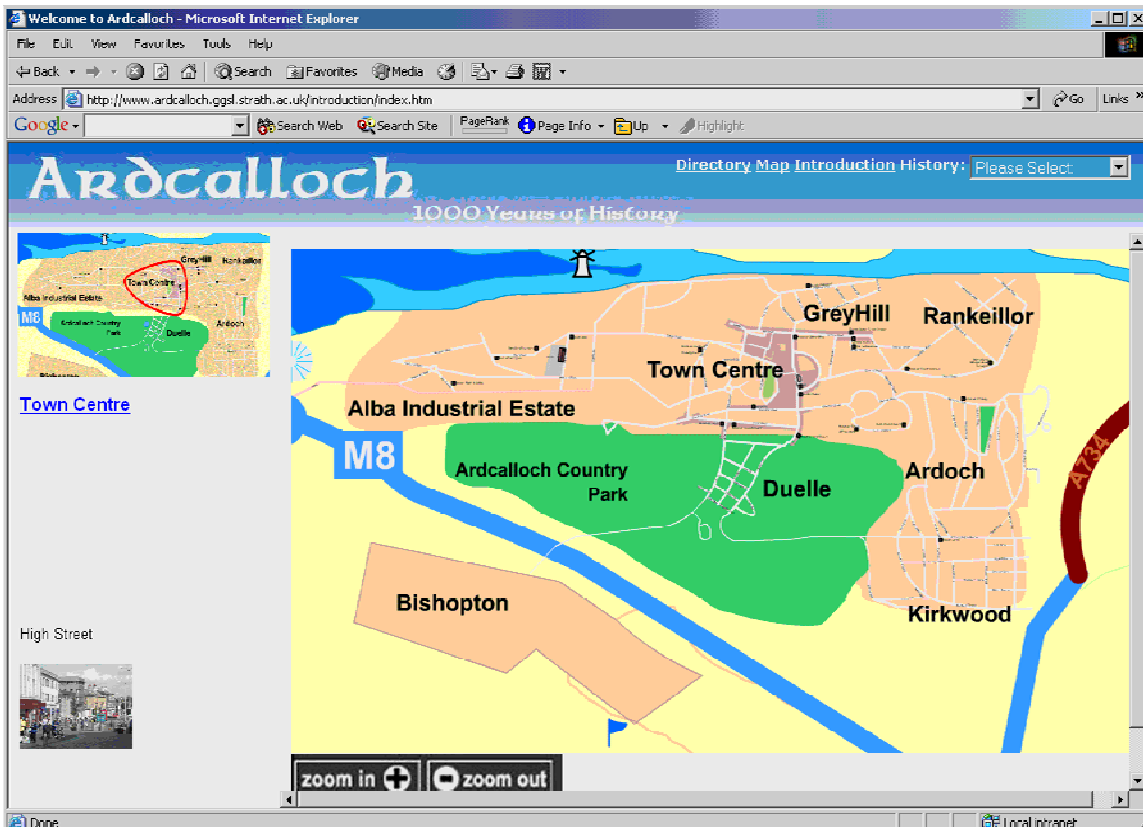 Welcome to Ardcalloch - Microsoft Internet Explorer
File Edit View Favorites Tools Help
Back Search Favorites Media
Address http://www.ardcalloch.ggsl.strath.ac.uk/introduction/index.htm Go Links »
Google Search Web Search Site PageRank Page Info Up Highlight
Ardcalloch
1000 Years of History
Directory Map Introduction History: Please Select:
GreyHill Rankeillor
Town Centre
Alba Industrial Estate
M8
Ardcalloch Country
Park
Duelle
Ardoch
Town Centre
High Street
GreyHill Rankeillor
Town Centre
Alba Industrial Estate
M8
Ardcalloch Country
Park
Duelle
Ardoch
A734
Bishopton
Kirkwood
zoom in zoom out
Done Local intranet